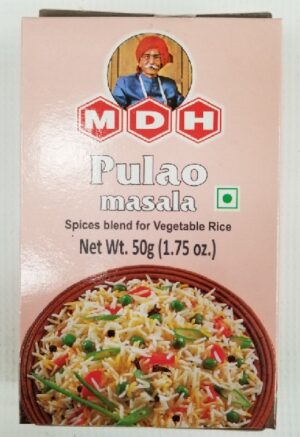 MDH
Pulao
masala
Spices blend for Vegetable Rice
Net Wt. 50g (1.75 oz.)